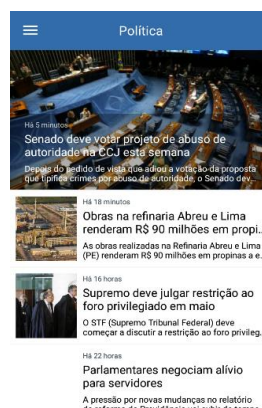 Política
Há 5 minutos
Senado deve votar projeto de abuso de
autoridade na CCJ esta semana
Depois do pedido de vista que adiou a votação da proposta
que tipifica crimes por abuso de autoridade, o Senado dev...
Há 18 minutos
Obras na refinaria Abreu e Lima
renderam R$ 90 milhões em propi..
As obras realizadas na Refinaria Abreu e Lima
(PE) renderam R$ 90 milhões em propinas a e.
Há 16 horas
Supremo deve julgar restrição ao
foro privilegiado em maio
O STF (Supremo Tribunal Federal) deve
começar a discutir a restrição ao foro privileg.
Há 22 horas
Parlamentares negociam alívio
para servidores
A pressão por novas mudanças no relatório